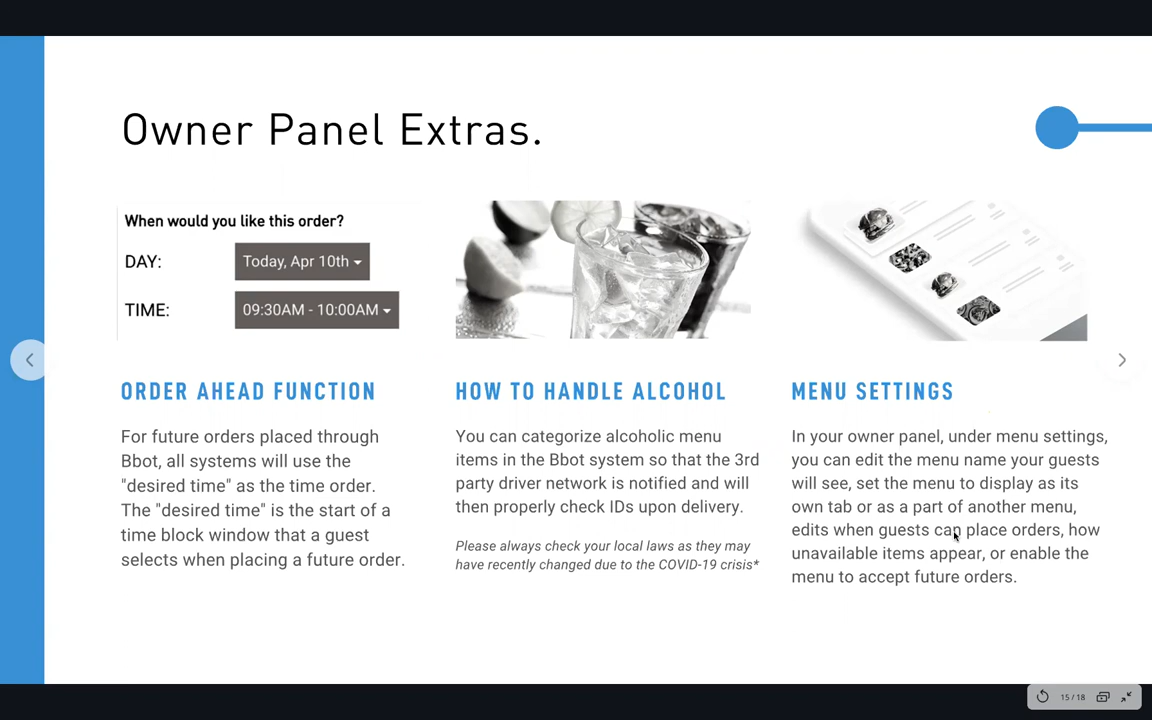 Owner Panel Extras.
When would you like this order?
DAY:
Today, Apr 10th
TIME:
09:30AM - 10:00AM
ORDER AHEAD FUNCTION
For future orders placed through
Bbot, all systems will use the
"desired time" as the time order.
The "desired time" is the start of a
time block window that a guest
selects when placing a future order.
HOW TO HANDLE ALCOHOL
You can categorize alcoholic menu
items in the Bbot system so that the 3rd
party driver network is notified and will
then properly check IDs upon delivery.
Please always check your local laws as they may
have recently changed due to the COVID-19 crisis*
MENU SETTINGS
In your owner panel, under menu settings,
you can edit the menu name your guests
will see, set the menu to display as its
own tab or as a part of another menu,
edits when guests can place orders, how
unavailable items appear, or enable the
menu to accept future orders.
15 / 18